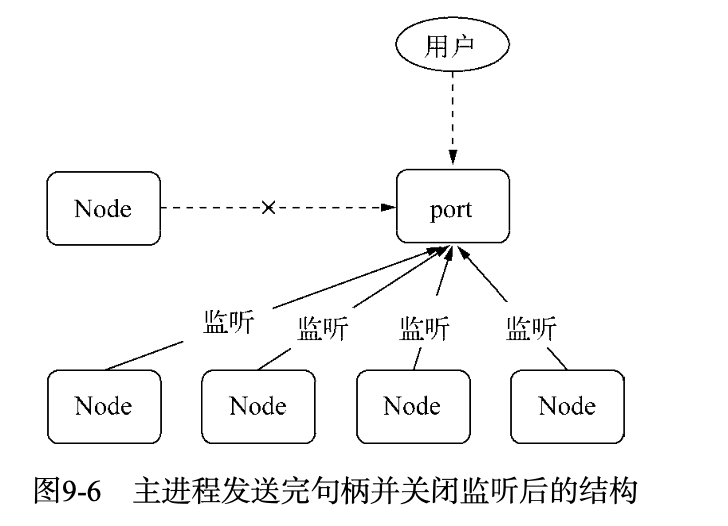 用户
Node
port
监听 监听 监听 监听
Node Node Node Node
图9-6 主进程发送完句柄并关闭监听后的结构